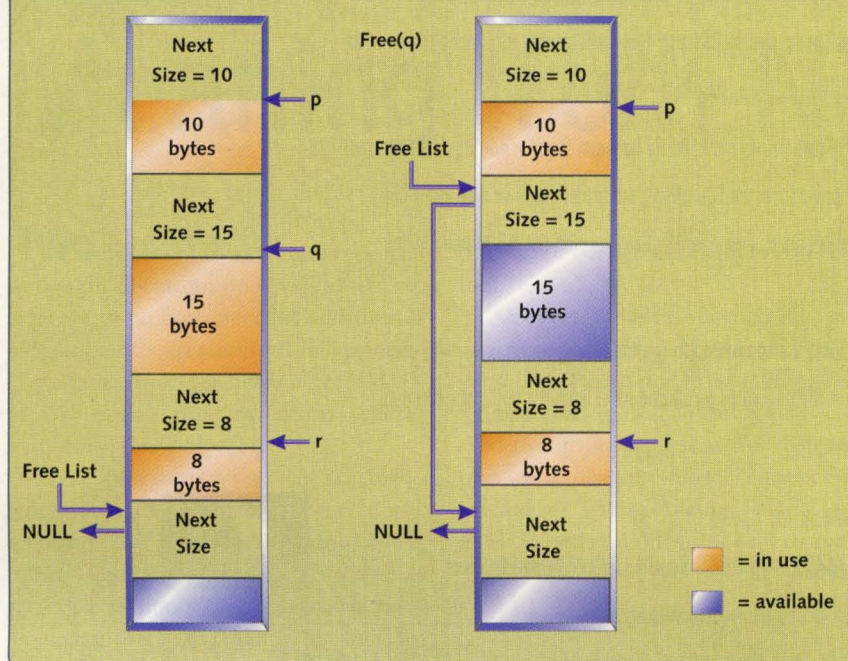 Next
Size = 10
p
10
bytes
Next
Size = 15
q
15
bytes
Next
Size = 8
r
8
bytes
Free List
NULL
Next
Size
Free(q)
Next
Size = 10
p
10
bytes
Free List
Next
Size = 15
15
bytes
Next
Size = 8
r
8
bytes
NULL
Next
Size
= in use
= available